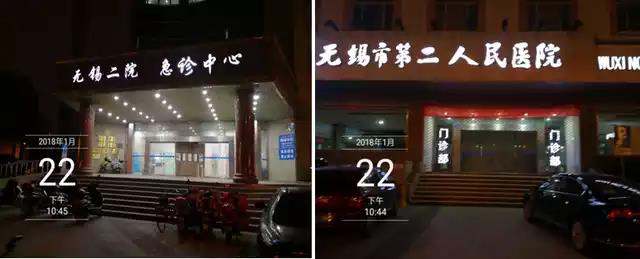 无锡二院 急诊中心
2018年1月
22
下午
10:45
无锡市第二人民医院
WUXI NO
门诊部
门诊部
2018年1月
22
下午
10:44